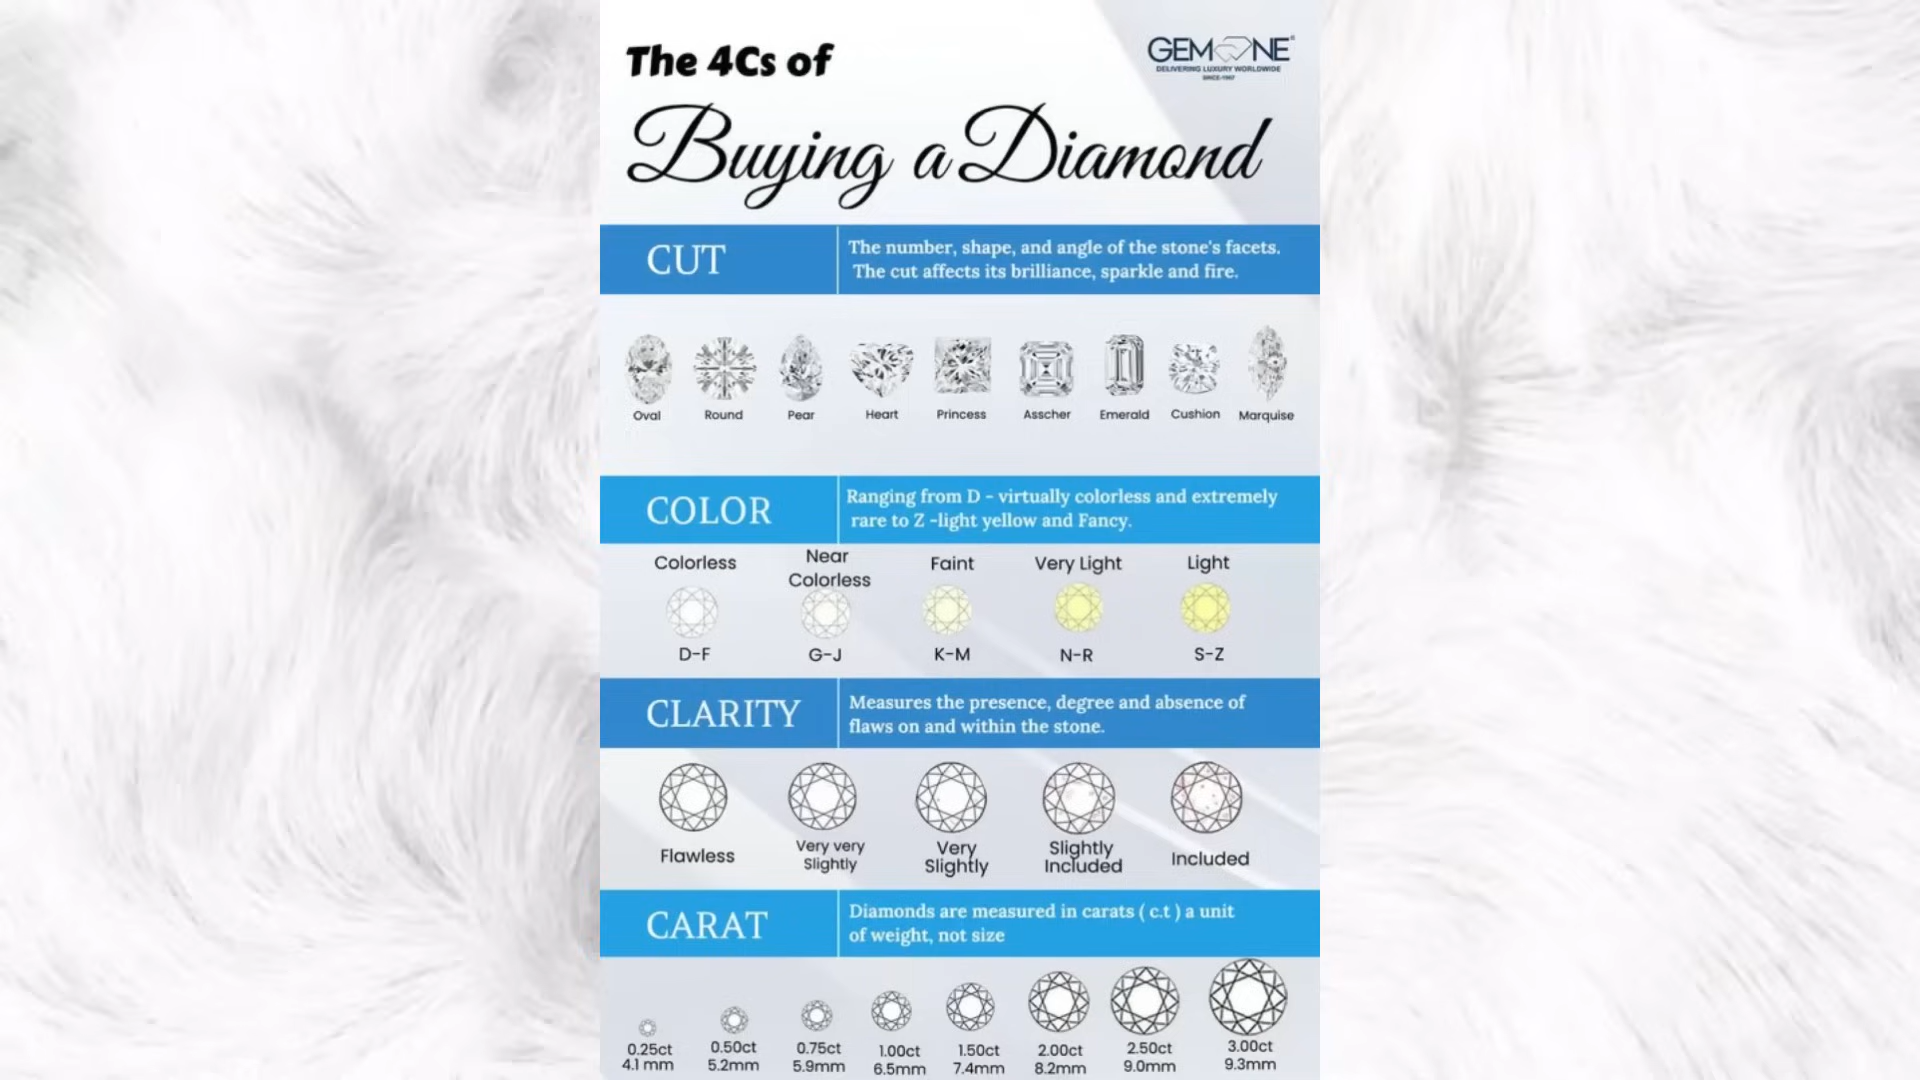 The 4Cs of
GEMONE
DELIVERING LUXURY WORLDWIDE
SINCE-1967
Buying a Diamond
CUT
The number, shape, and angle of the stone's facets.
The cut affects its brilliance, sparkle and fire.
Oval Round Pear Heart Princess Asscher Emerald Cushion Marquise
COLOR
Ranging from D - virtually colorless and extremely
rare to Z -light yellow and Fancy.
Colorless Near Colorless Faint Very Light Light
D-F G-J K-M N-R S-Z
CLARITY
Measures the presence, degree and absence of
flaws on and within the stone.
Flawless Very very Slightly Very Slightly Slightly Included Included
CARAT
Diamonds are measured in carats ( c.t ) a unit
of weight, not size
0.25ct 0.50ct 0.75ct 1.00ct 1.50ct 2.00ct 2.50ct 3.00ct
4.1 mm 5.2mm 5.9mm 6.5mm 7.4mm 8.2mm 9.0mm 9.3mm